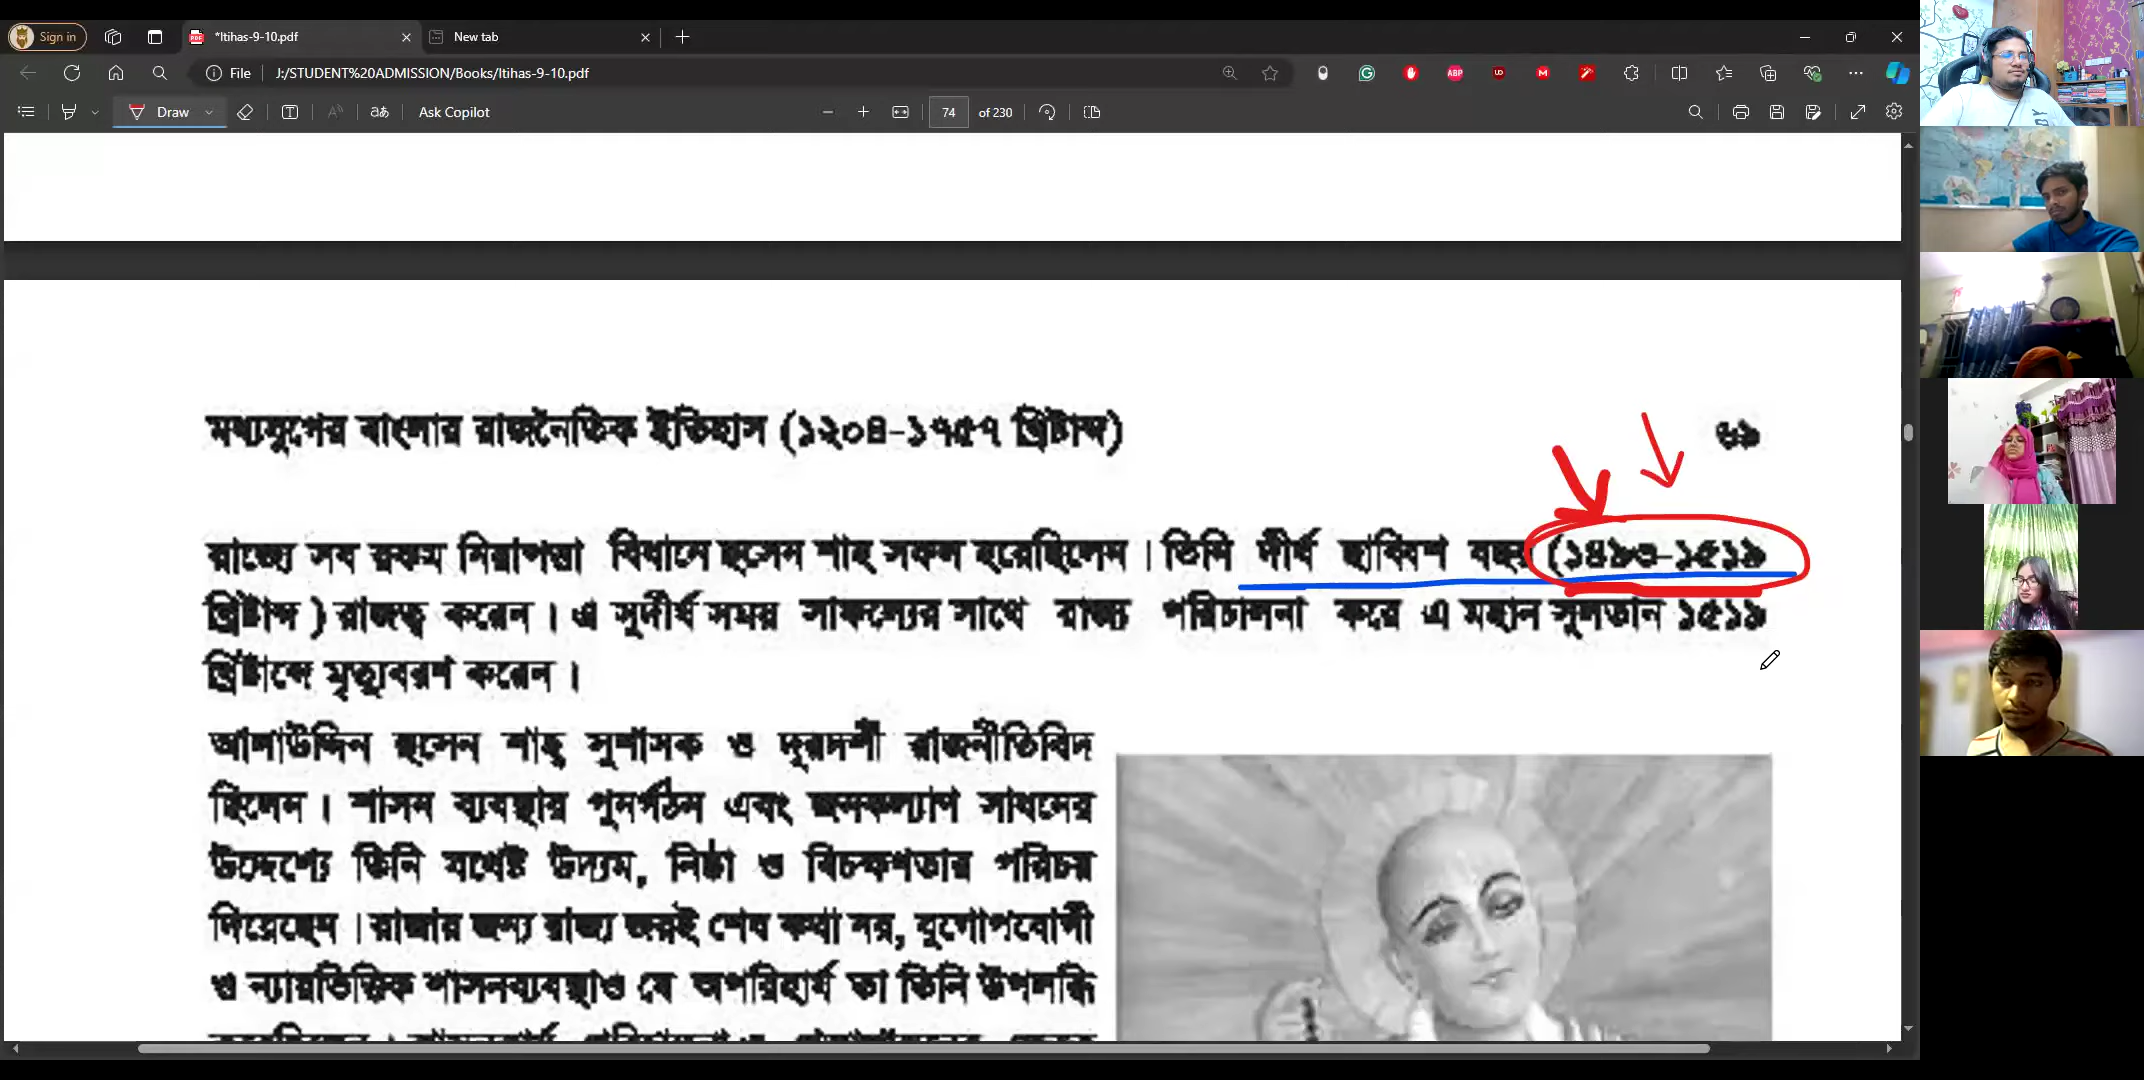 Sign in
*Itihas-9-10.pdf
New tab
File
J:/STUDENT%20ADMISSION/Books/Itihas-9-10.pdf
Draw
Ask Copilot
74 of 230
মধ্যযুগের বাংলার রাজনৈতিক ইতিহাস (১২০৪-১৭৫৭ খ্রিষ্টাব্দ)
৬৯
রাজ্যে সব রকম নিরাপত্তা বিধানে হুসেন শাহ সফল হয়েছিলেন । তিনি দীর্ঘ ছাব্বিশ বছর (১৪৯৩-১৫১৯
খ্রিষ্টাব্দ ) রাজত্ব করেন । এ সুদীর্ঘ সময় সাফল্যের সাথে রাজ্য পরিচালনা করে এ মহান সুলতান ১৫১৯
খ্রিষ্টাব্দে মৃত্যুবরণ করেন ।
আলাউদ্দিন হুসেন শাহ্ সুশাসক ও দূরদর্শী রাজনীতিবিদ
ছিলেন । শাসন ব্যবস্থার পুনর্গঠন এবং জনকল্যাণ সাধনের
উদ্দেশ্যে তিনি যথেষ্ট উদ্যম, নিষ্ঠা ও বিচক্ষণতার পরিচয়
দিয়েছেন । রাজার জন্য রাজ্য জয়ই শেষ কথা নয়, যুগোপযোগী
ও ন্যায়ভিত্তিক শাসনব্যবস্থাও যে অপরিহার্য তা তিনি উপলব্ধি